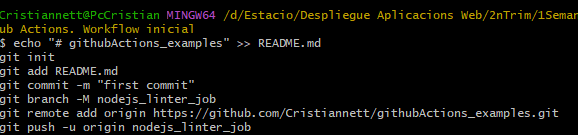 Cristiannett@PcCristian MINGW64 /d/Estacio/Despliegue Aplicacions Web/2nTrim/1Seman
ub Actions. Workflow inicial
$ echo "# githubActions_examples" >> README.md
git init
git add README.md
git commit -m "first commit"
git branch -M nodejs_linter_job
git remote add origin https://github.com/Cristiannett/githubActions_examples.git
git push -u origin nodejs_linter_job